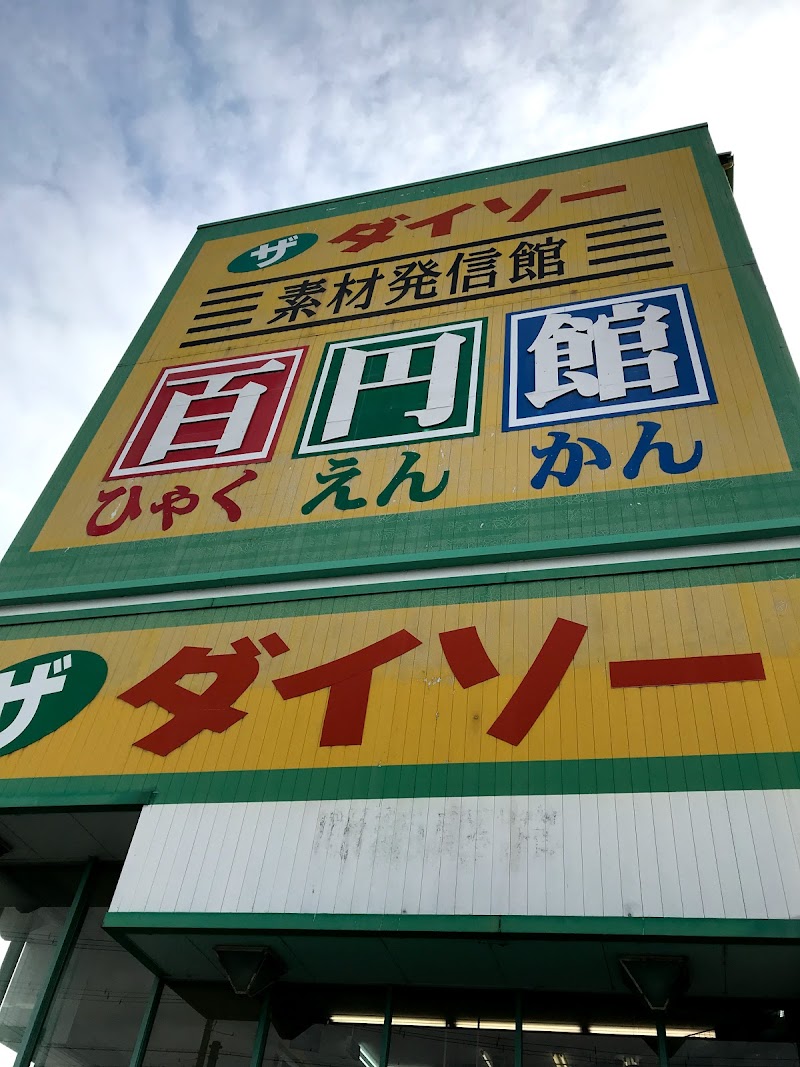 ザ ダイソー
素材発信館
百円館
ひゃく えん かん
ザ ダイソー